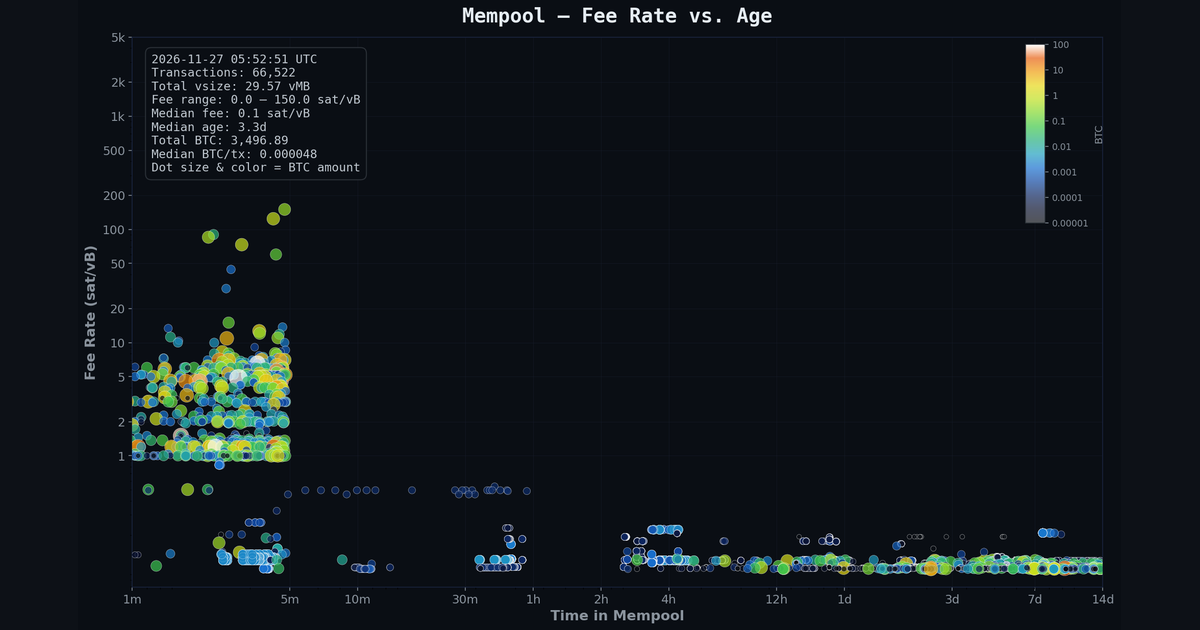 Mempool — Fee Rate vs. Age
2026-11-27 05:52:51 UTC
Transactions: 66,522
Total vsize: 29.57 vMB
Fee range: 0.0 — 150.0 sat/vB
Median fee: 0.1 sat/vB
Median age: 3.3d
Total BTC: 3,496.89
Median BTC/tx: 0.000048
Dot size & color = BTC amount
Fee Rate (sat/vB)
5k
2k
1k
500
200
100
50
20
10
5
2
1
100
10
1
0.1
0.01
0.001
0.0001
0.00001
BTC
1m 5m 10m 30m 1h 2h 4h 12h 1d 3d 7d 14d
Time in Mempool